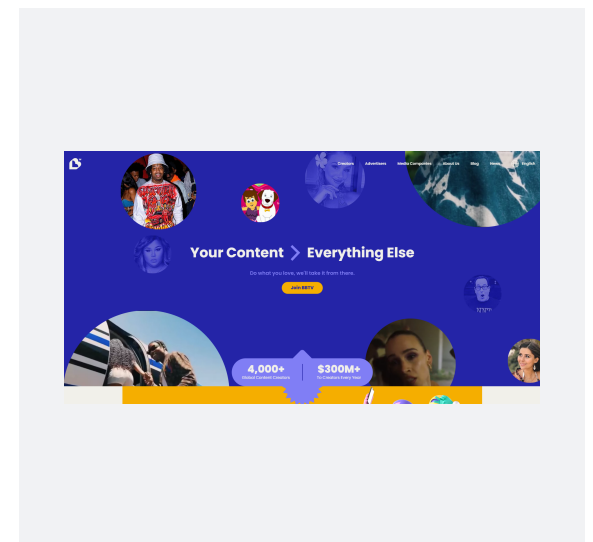 Creators Advertisers Media Companies About Us Blog News English
Your Content > Everything Else
Do what you love, we'll take it from there.
Join BBTV
4,000+ $300M+
Global Content Creators To Creators Every Year